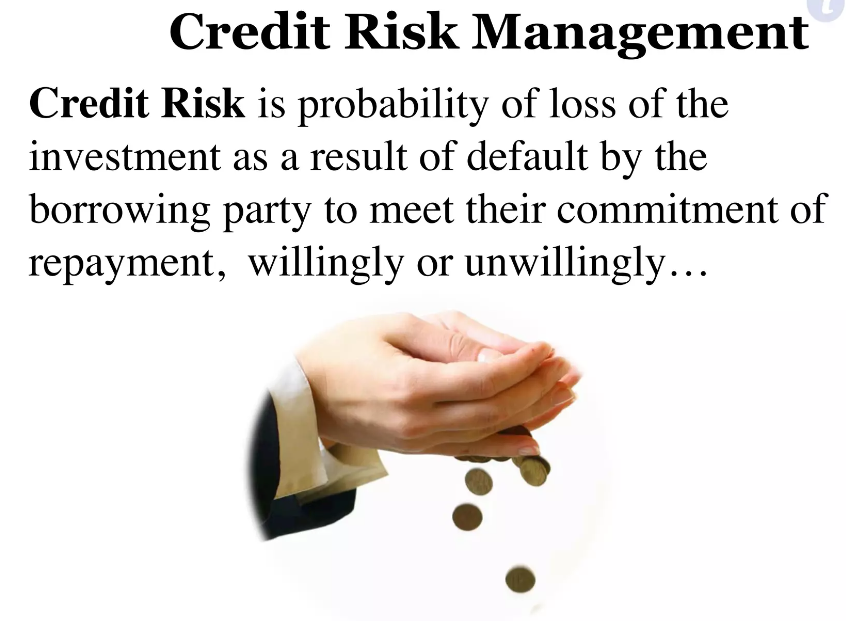 Credit Risk Management
Credit Risk is probability of loss of the
investment as a result of default by the
borrowing party to meet their commitment of
repayment,  willingly or unwillingly…